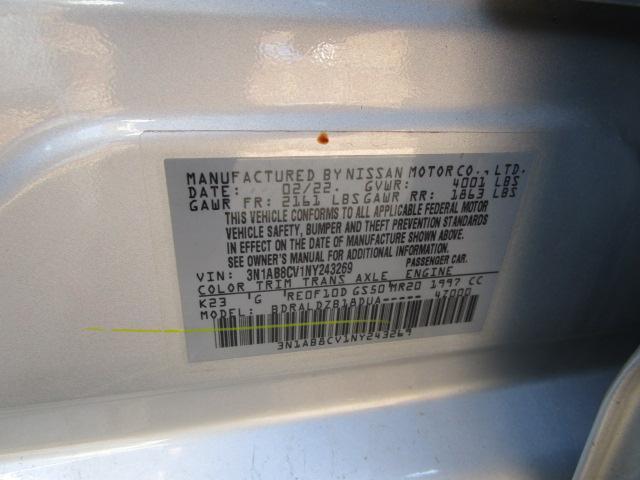 MANUFACTURED BY NISSAN MOTOR CO., LTD.
DATE: 02/22. GVWR: 4001 LBS
GAWR FR: 2161 LBS GAWR RR: 1863 LBS
THIS VEHICLE CONFORMS TO ALL APPLICABLE FEDERAL MOTOR
VEHICLE SAFETY, BUMPER AND THEFT PREVENTION STANDARDS
IN EFFECT ON THE DATE OF MANUFACTURE SHOWN ABOVE.
SEE OWNER'S MANUAL FOR ADDITIONAL INFORMATION
VIN: 3N1AB8CV1NY243269 PASSENGER CAR.
COLOR TRIM TRANS AXLE ENGINE
K23 'G 'RE0F10D GS50 'MR20 1997 CC
MODEL: BDRALDZB18DUA----- 47000
3N1AB8CV1NY243269